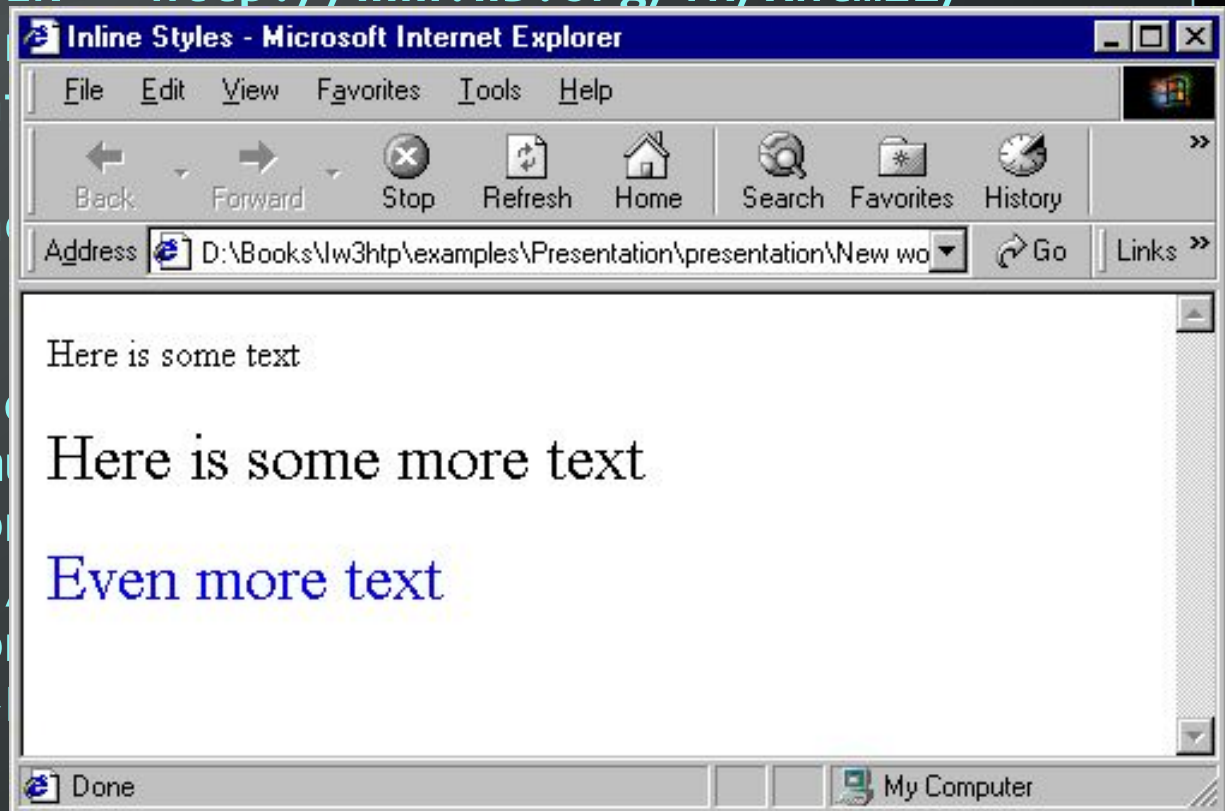 Inline Styles - Microsoft Internet Explorer
File Edit View Favorites Tools Help
Back Forward Stop Refresh Home Search Favorites History »
Address D:\Books\Iw3htp\examples\Presentation\presentation\New wo Go Links »
Here is some text
Here is some more text
Even more text
Done My Computer